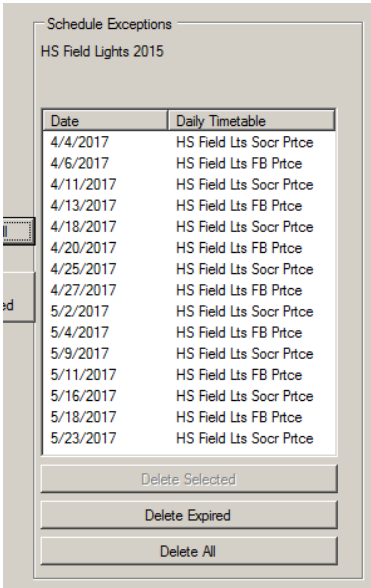 Schedule Exceptions
HS Field Lights 2015
Date Daily Timetable
4/4/2017 HS Field Lts Socr Prtce
4/6/2017 HS Field Lts FB Prtce
4/11/2017 HS Field Lts Socr Prtce
4/13/2017 HS Field Lts FB Prtce
4/18/2017 HS Field Lts Socr Prtce
4/20/2017 HS Field Lts FB Prtce
4/25/2017 HS Field Lts Socr Prtce
4/27/2017 HS Field Lts FB Prtce
5/2/2017 HS Field Lts Socr Prtce
5/4/2017 HS Field Lts FB Prtce
5/9/2017 HS Field Lts Socr Prtce
5/11/2017 HS Field Lts FB Prtce
5/16/2017 HS Field Lts Socr Prtce
5/18/2017 HS Field Lts FB Prtce
5/23/2017 HS Field Lts Socr Prtce
ed
Delete Selected
Delete Expired
Delete All